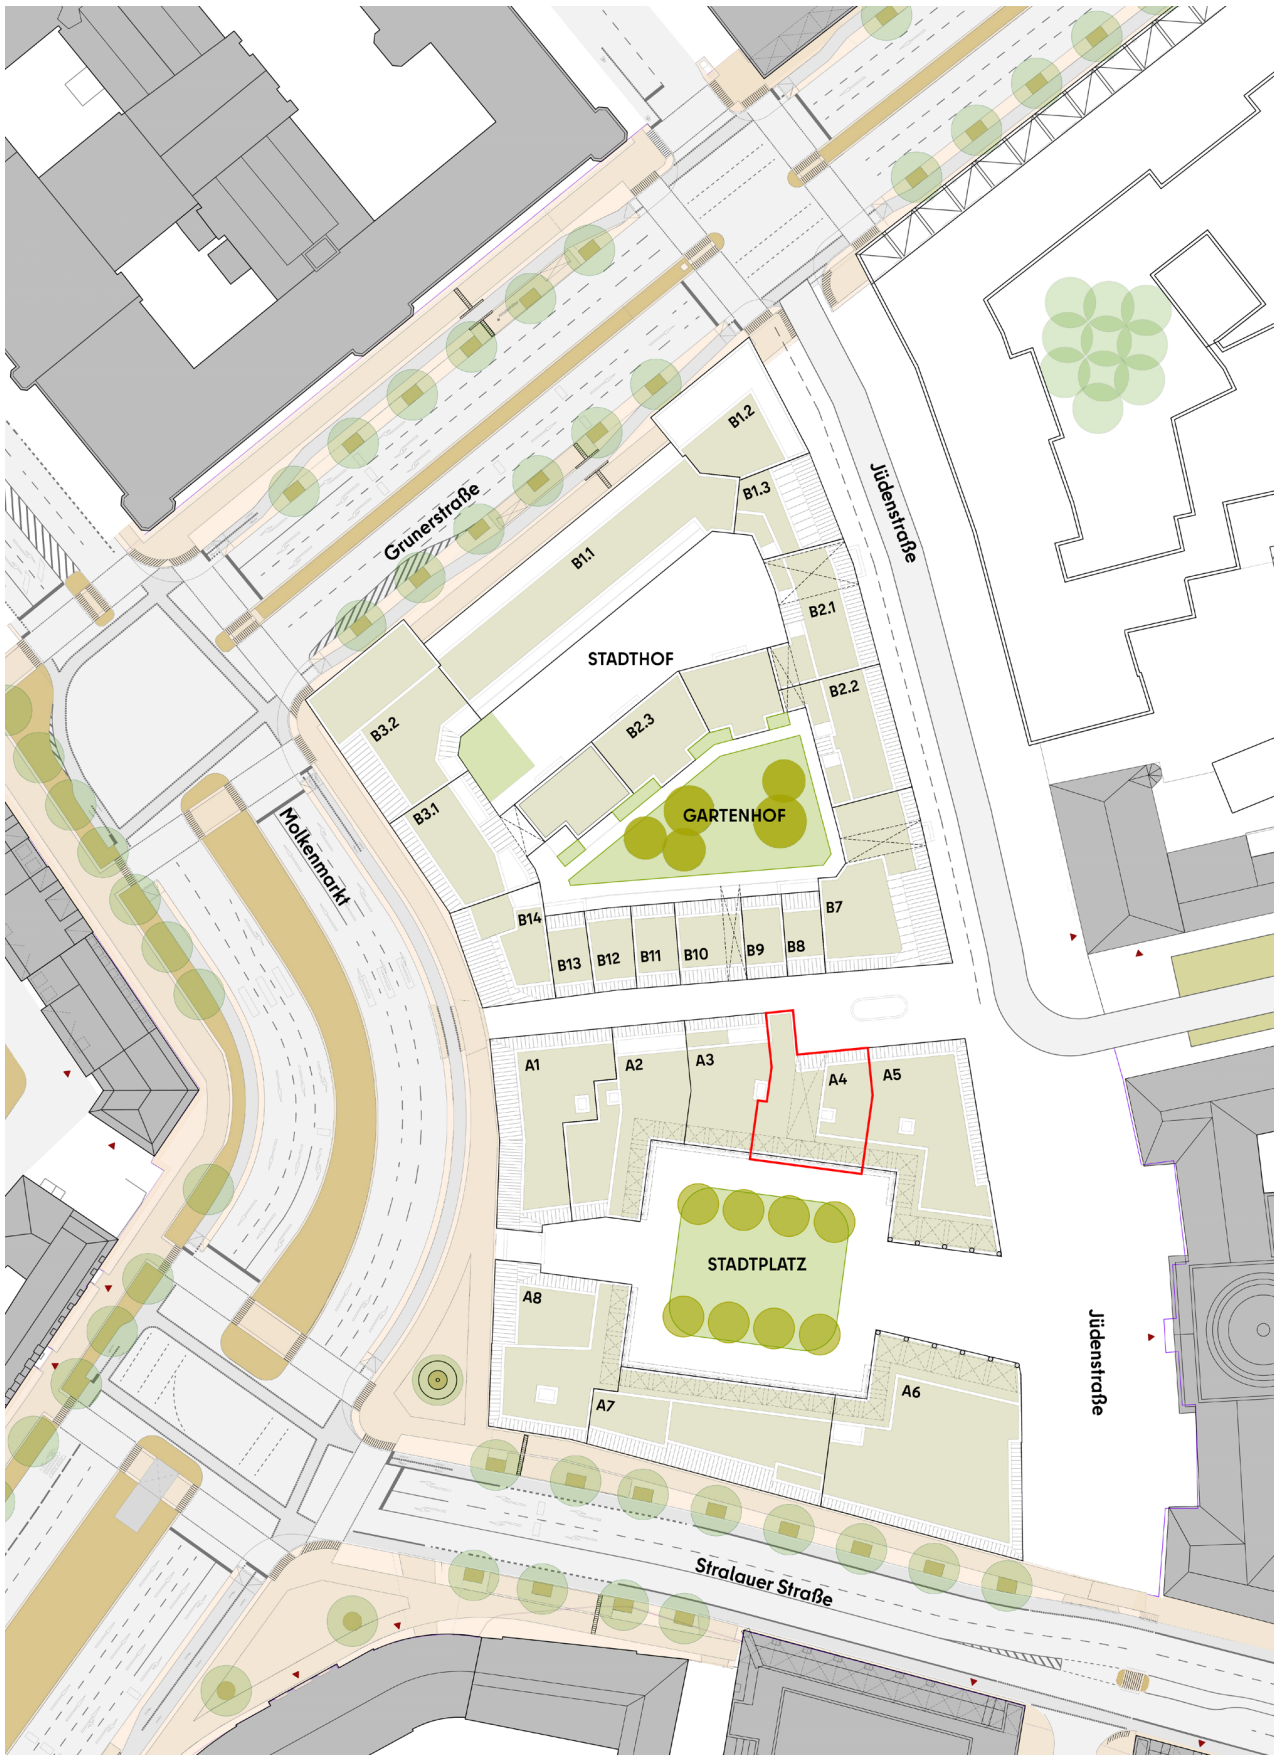 B1.2
Jüdenstraße
B1.3
Grunerstraße
B1.1
B2.1
STADTHOF
B2.2
B2.3
B3.2
B3.1
GARTENHOF
Molkenmarkt
B14
B7
B13
B12
B11
B10
B9
B8
A1
A2
A3
A4
A5
STADTPLATZ
A8
Jüdenstraße
A7
A6
Stralauer Straße